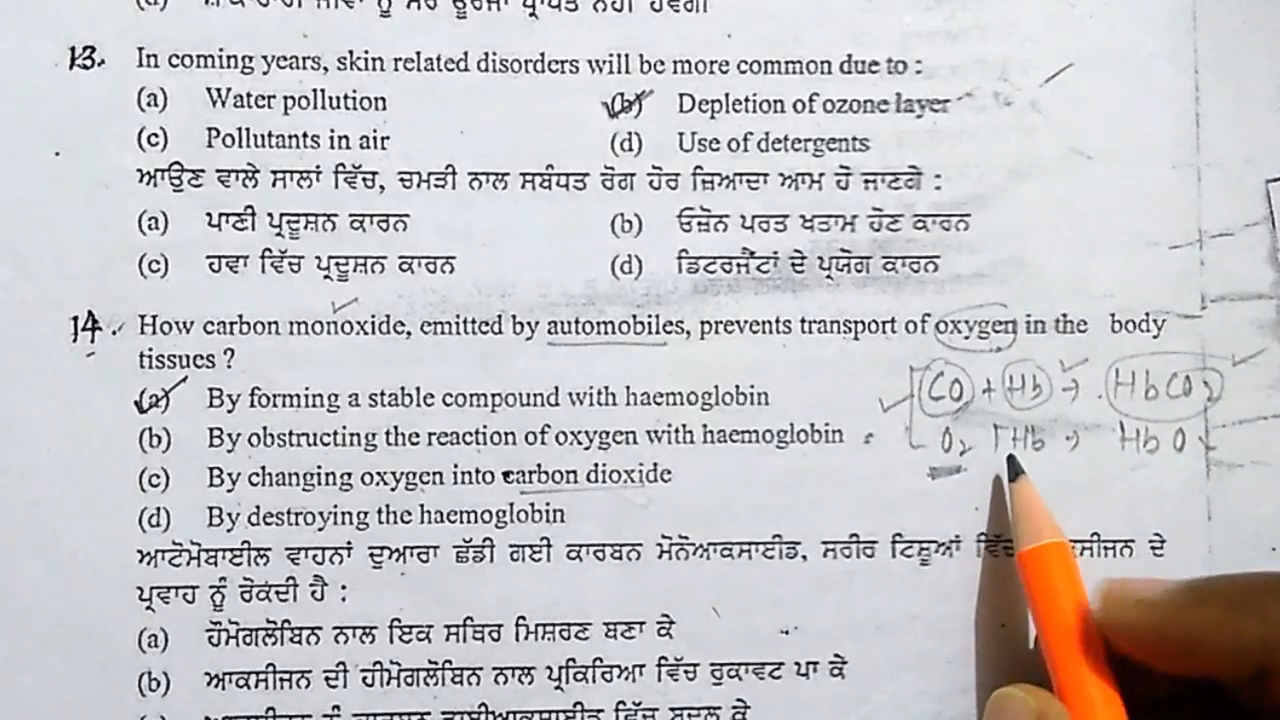 13. In coming years, skin related disorders will be more common due to :
(a) Water pollution (b) Depletion of ozone layer
(c) Pollutants in air (d) Use of detergents
ਆਉਣ ਵਾਲੇ ਸਾਲਾਂ ਵਿੱਚ, ਚਮੜੀ ਨਾਲ ਸਬੰਧਤ ਰੋਗ ਹੋਰ ਜ਼ਿਆਦਾ ਆਮ ਹੋ ਜਾਣਗੇ :
(a) ਪਾਣੀ ਪ੍ਰਦੂਸ਼ਨ ਕਾਰਨ (b) ਓਜ਼ੋਨ ਪਰਤ ਖਤਾਮ ਹੋਣ ਕਾਰਨ
(c) ਹਵਾ ਵਿੱਚ ਪ੍ਰਦੂਸ਼ਨ ਕਾਰਨ (d) ਡਿਟਰਜੈਂਟਾਂ ਦੇ ਪ੍ਰਯੋਗ ਕਾਰਨ
14. How carbon monoxide, emitted by automobiles, prevents transport of oxygen in the body
tissues ?
(a) By forming a stable compound with haemoglobin CO + Hb → HbCO2
(b) By obstructing the reaction of oxygen with haemoglobin O2 + Hb → HbO
(c) By changing oxygen into carbon dioxide
(d) By destroying the haemoglobin
ਆਟੋਮੋਬਾਈਲ ਵਾਹਨਾਂ ਦੁਆਰਾ ਛੱਡੀ ਗਈ ਕਾਰਬਨ ਮੋਨੋਆਕਸਾਈਡ, ਸਰੀਰ ਟਿਸ਼ੂਆਂ ਦੇ
ਪ੍ਰਵਾਹ ਨੂੰ ਰੋਕਦੀ ਹੈ :
(a) ਹੀਮੋਗਲੋਬਿਨ ਨਾਲ ਇਕ ਸਥਿਰ ਮਿਸ਼ਰਣ ਬਣਾ ਕੇ
(b) ਆਕਸੀਜਨ ਦੀ ਹੀਮੋਗਲੋਬਿਨ ਨਾਲ ਪ੍ਰਕਿਰਿਆ ਵਿੱਚ ਰੁਕਾਵਟ ਪਾ ਕੇ